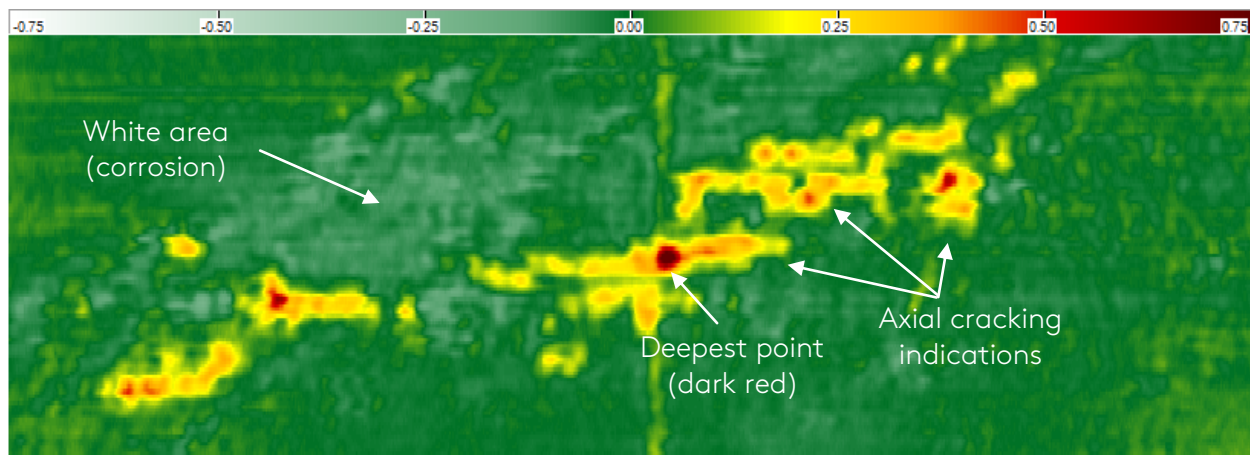 -0.75 -0.50 -0.25 0.00 0.25 0.50 0.75
White area
(corrosion)
Deepest point
(dark red)
Axial cracking
indications